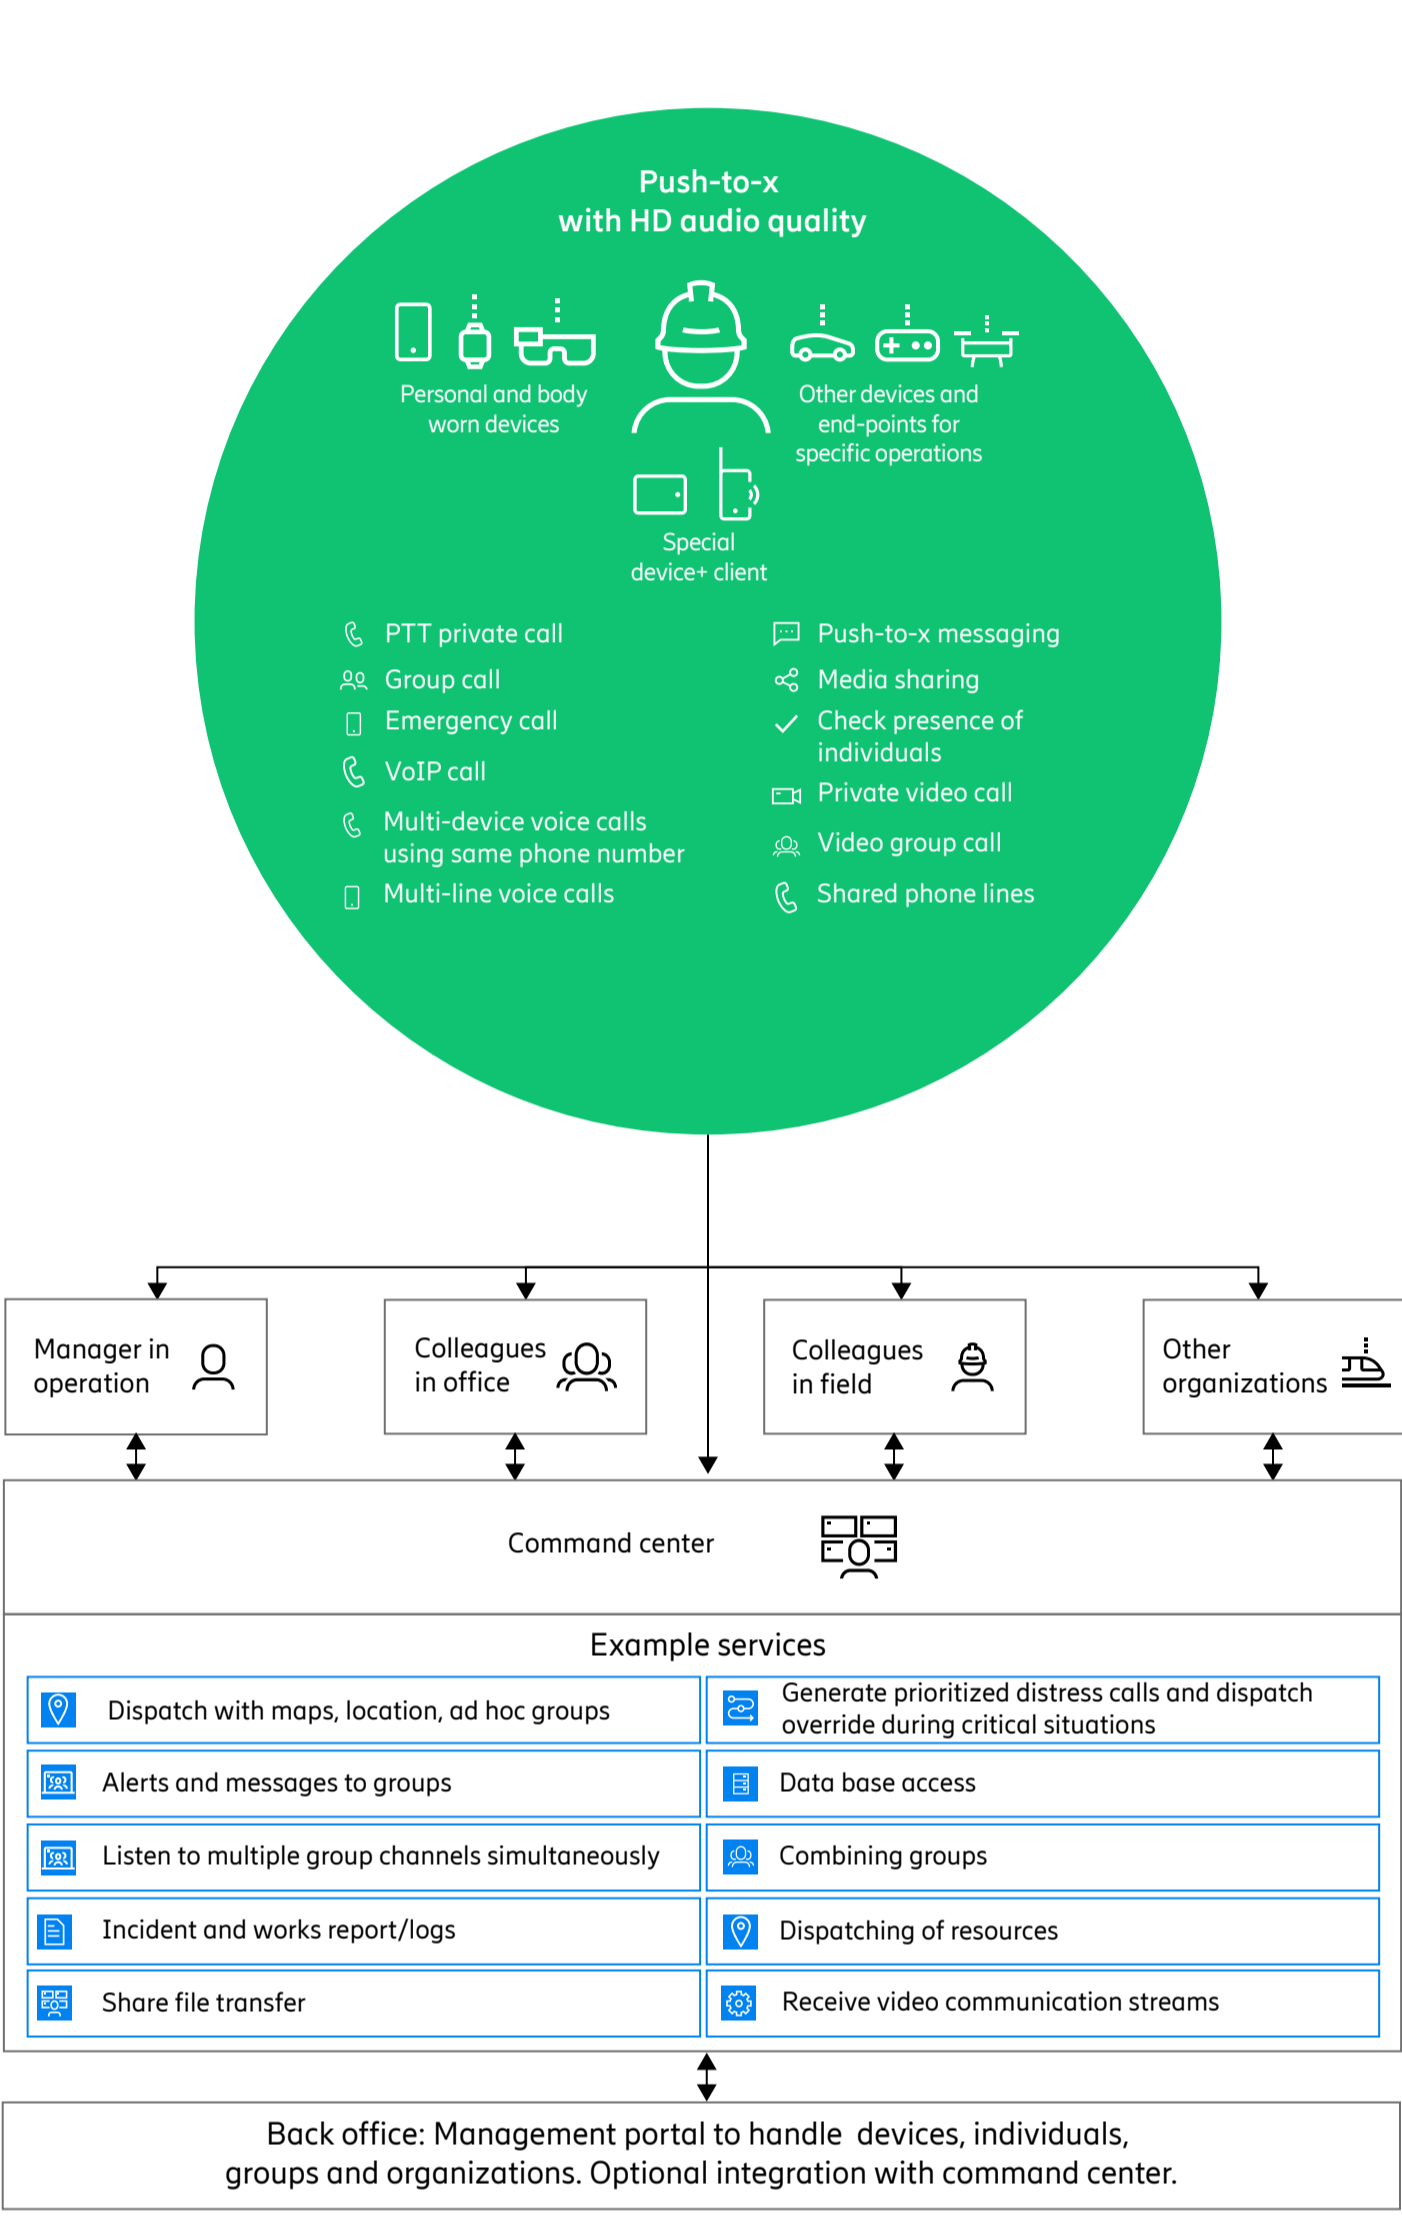 Push-to-x
with HD audio quality
Personal and body
worn devices
Other devices and
end-points for
specific operations
Special
device+ client
PTT private call
Group call
Emergency call
VoIP call
Multi-device voice calls
using same phone number
Multi-line voice calls
Push-to-x messaging
Media sharing
Check presence of
individuals
Private video call
Video group call
Shared phone lines
Manager in
operation
Colleagues
in office
Colleagues
in field
Other
organizations
Command center
Example services
Dispatch with maps, location, ad hoc groups
Generate prioritized distress calls and dispatch
override during critical situations
Alerts and messages to groups
Data base access
Listen to multiple group channels simultaneously
Combining groups
Incident and works report/logs
Dispatching of resources
Share file transfer
Receive video communication streams
Back office: Management portal to handle  devices, individuals,
groups and organizations. Optional integration with command center.